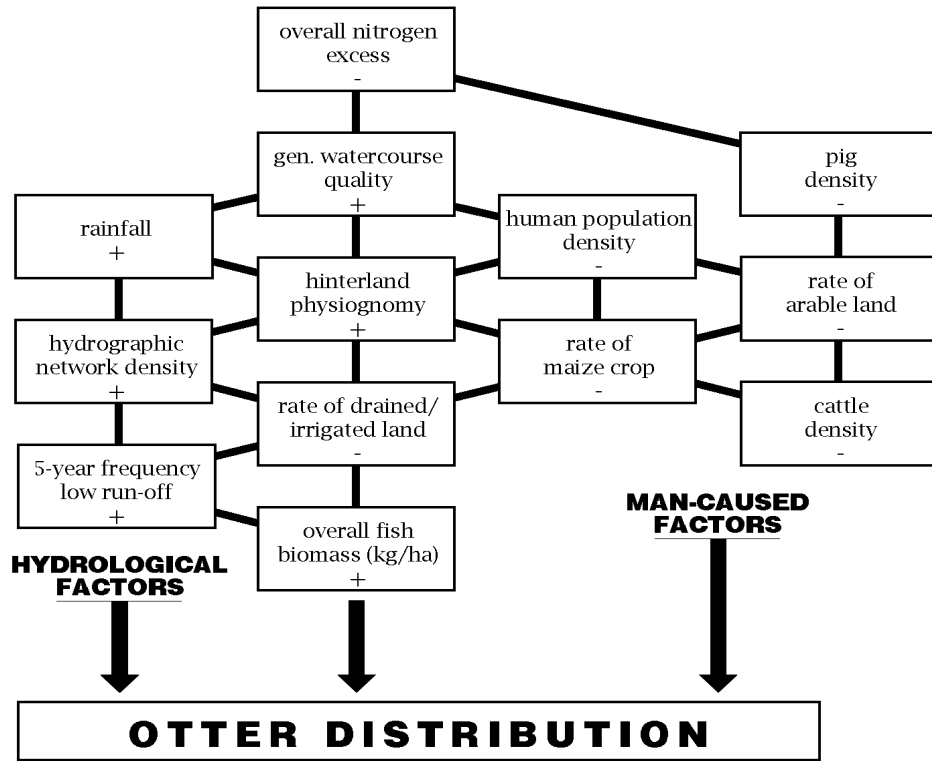 overall nitrogen
excess
-
gen. watercourse
quality
+
pig
density
-
rainfall
+
human population
density
-
hinterland
physiognomy
+
rate of
arable land
-
hydrographic
network density
+
rate of
maize crop
-
rate of drained/
irrigated land
-
cattle
density
-
5-year frequency
low run-off
+
overall fish
biomass (kg/ha)
+
MAN-CAUSED
FACTORS
HYDROLOGICAL
FACTORS
OTTER DISTRIBUTION